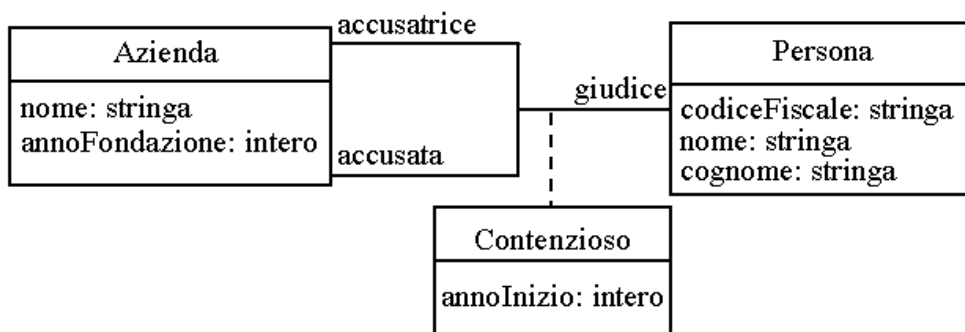 Azienda
nome: stringa
annoFondazione: intero
accusatrice
accusata
giudice
Persona
codiceFiscale: stringa
nome: stringa
cognome: stringa
Contenzioso
annoInizio: intero